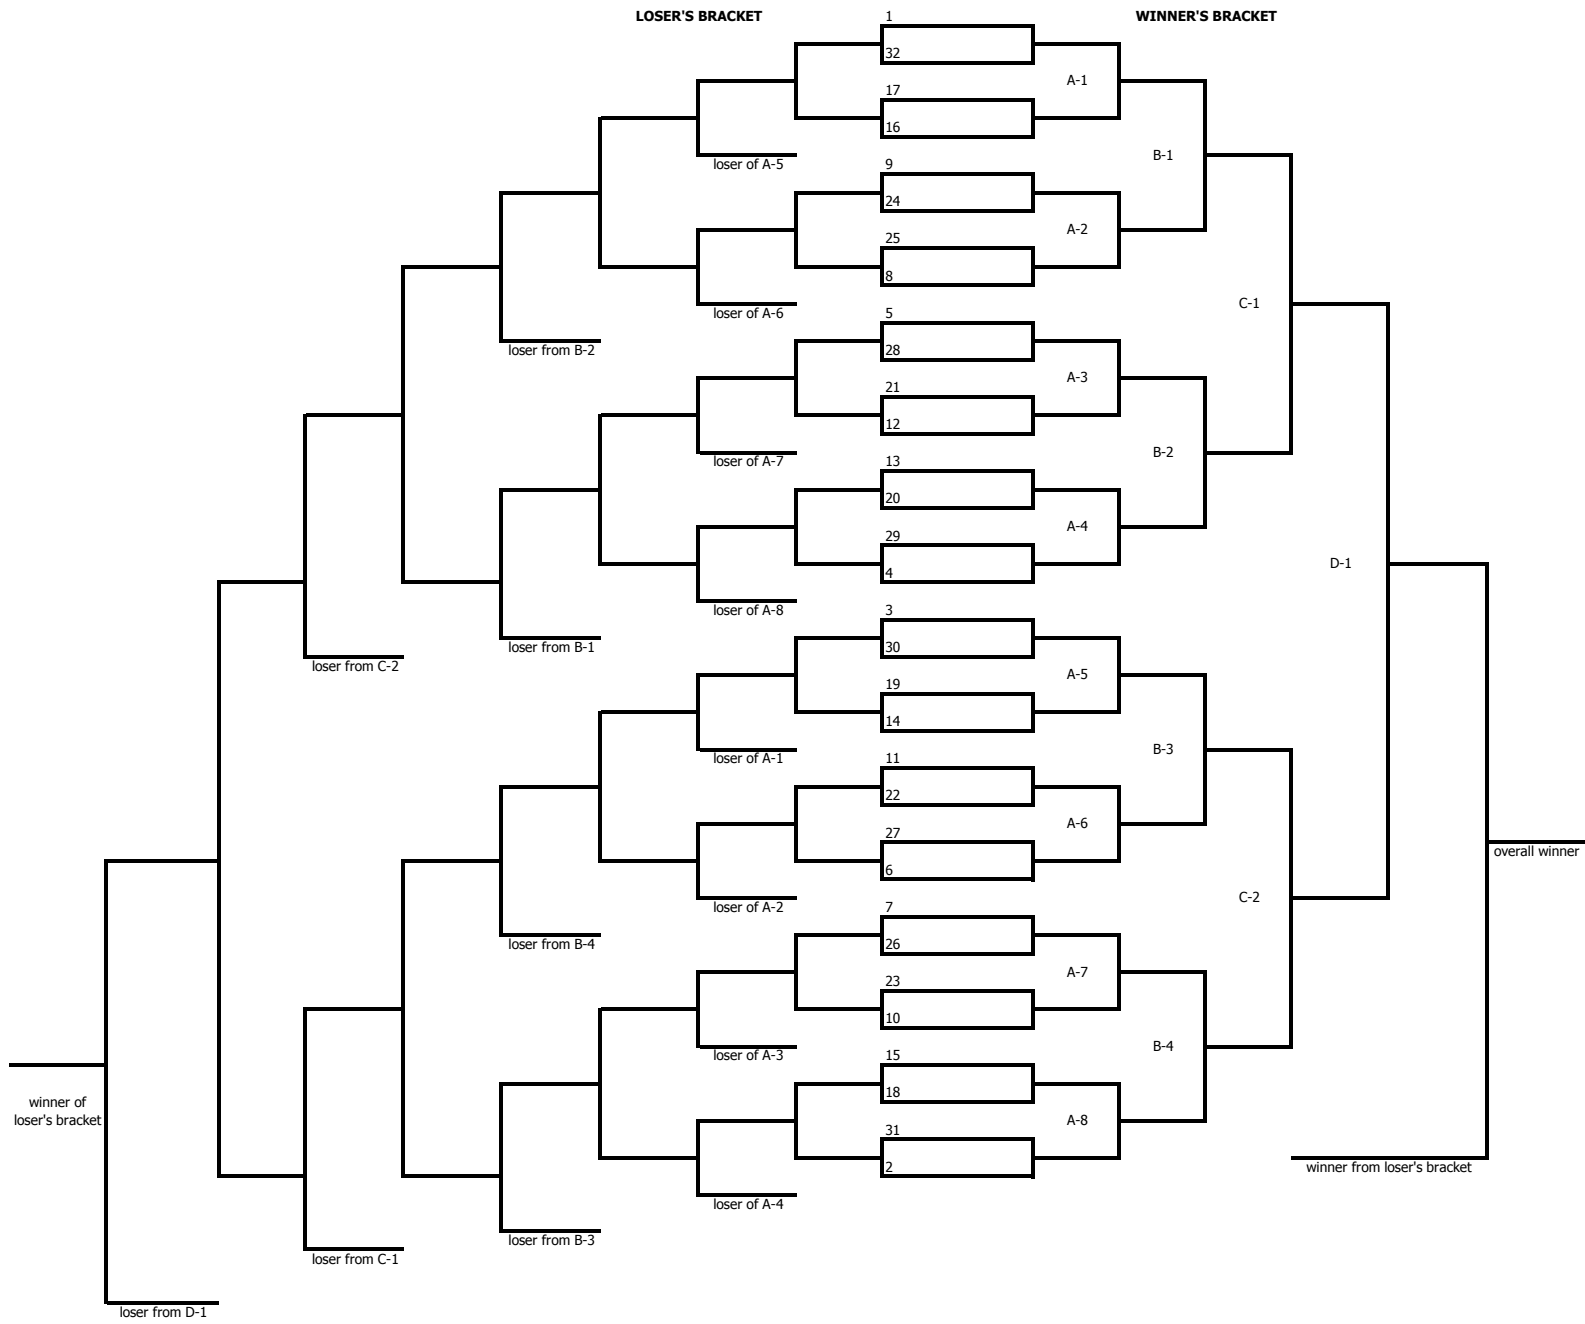 LOSER'S BRACKET
WINNER'S BRACKET
1
32
A-1
17
16
B-1
loser of A-5
9
24
A-2
25
8
C-1
loser of A-6
5
28
loser from B-2
A-3
21
12
B-2
loser of A-7
13
20
A-4
29
4
D-1
loser of A-8
3
30
loser from B-1
loser from C-2
A-5
19
14
B-3
loser of A-1
11
22
A-6
27
6
overall winner
C-2
loser of A-2
7
26
loser from B-4
A-7
23
10
B-4
loser of A-3
15
18
winner of
loser's bracket
A-8
31
2
winner from loser's bracket
loser of A-4
loser from B-3
loser from C-1
loser from D-1